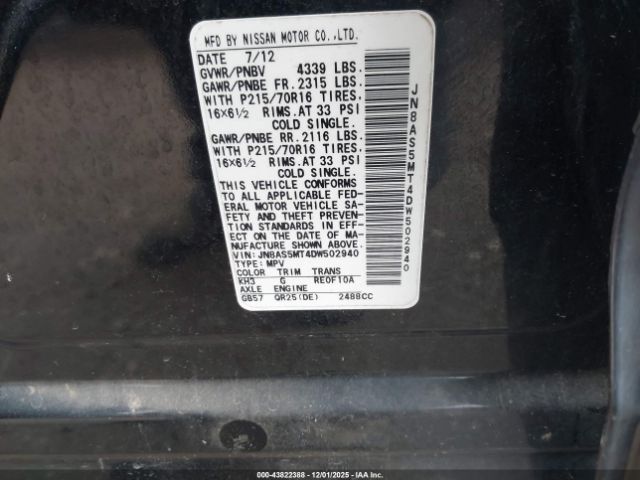 MFD BY NISSAN MOTOR CO.,LTD.
DATE 7/12
GVWR/PNBV 4339 LBS.
GAWR/PNBE FR. 2315 LBS.
WITH P215/70R16 TIRES,
16X6½ RIMS.AT 33 PSI
COLD SINGLE.
GAWR/PNBE RR. 2116 LBS.
WITH P215/70R16 TIRES,
16X6½ RIMS.AT 33 PSI
COLD SINGLE.
THIS VEHICLE CONFORMS
TO ALL APPLICABLE FED-
ERAL MOTOR VEHICLE SA-
FETY AND THEFT PREVEN-
TION STANDARDS IN EF-
FECT ON THE DATE OF MA-
NUFACTURE SHOWN ABOVE.
VIN: JN8AS5MT4DW502940
TYPE: MPV
COLOR TRIM TRANS
KH3 G RE0F10A
AXLE ENGINE
GB57 QR25(DE) 2488CC
JN8AS5MT4DW502940
000-43822388 - 12/01/2025 - IAAI.COM